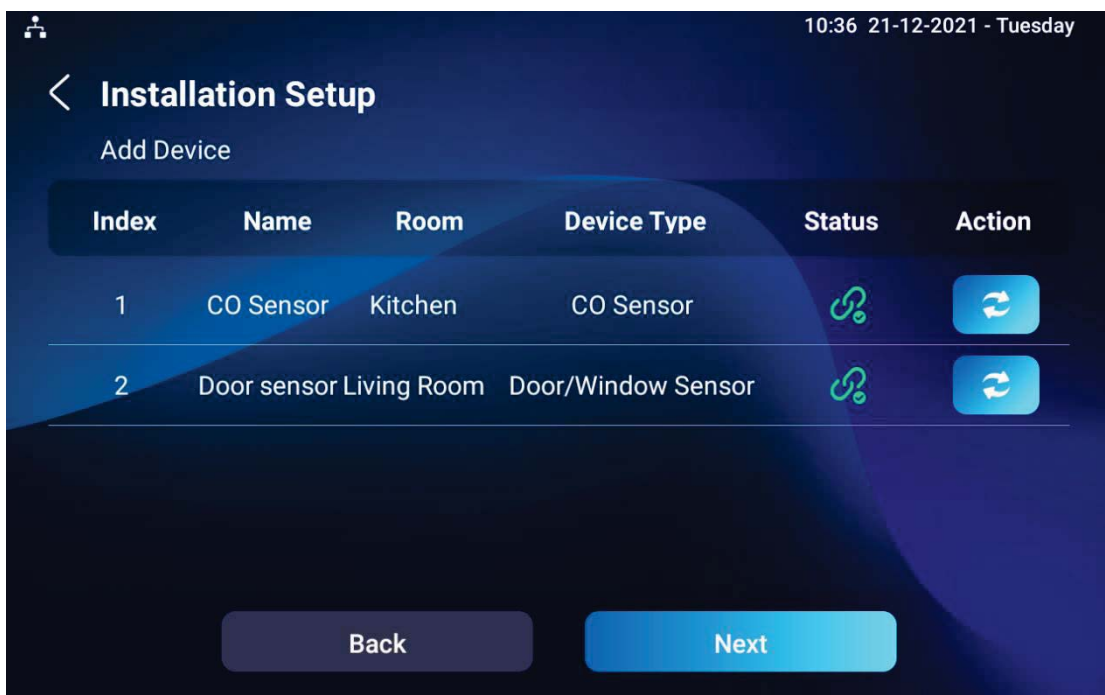 10:36 21-12-2021 - Tuesday
Installation Setup
Add Device
Index Name Room Device Type Status Action
1 CO Sensor Kitchen CO Sensor
2 Door sensor Living Room Door/Window Sensor
Back Next